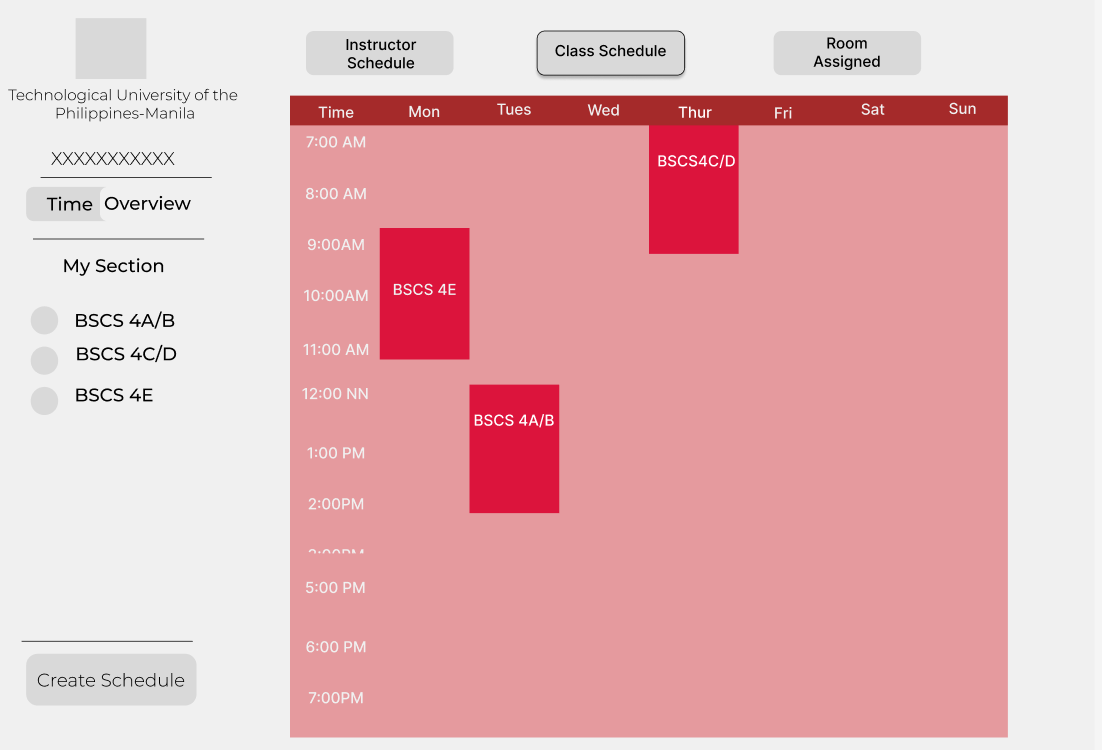 Technological University of the
Philippines-Manila
XXXXXXXXXXX
Time Overview
My Section
BSCS 4A/B
BSCS 4C/D
BSCS 4E
Create Schedule
Instructor
Schedule
Class Schedule
Room
Assigned
Time Mon Tues Wed Thur Fri Sat Sun
7:00 AM
BSCS4C/D
8:00 AM
9:00AM
BSCS 4E
10:00AM
11:00 AM
12:00 NN
BSCS 4A/B
1:00 PM
2:00PM
5:00 PM
6:00 PM
7:00PM